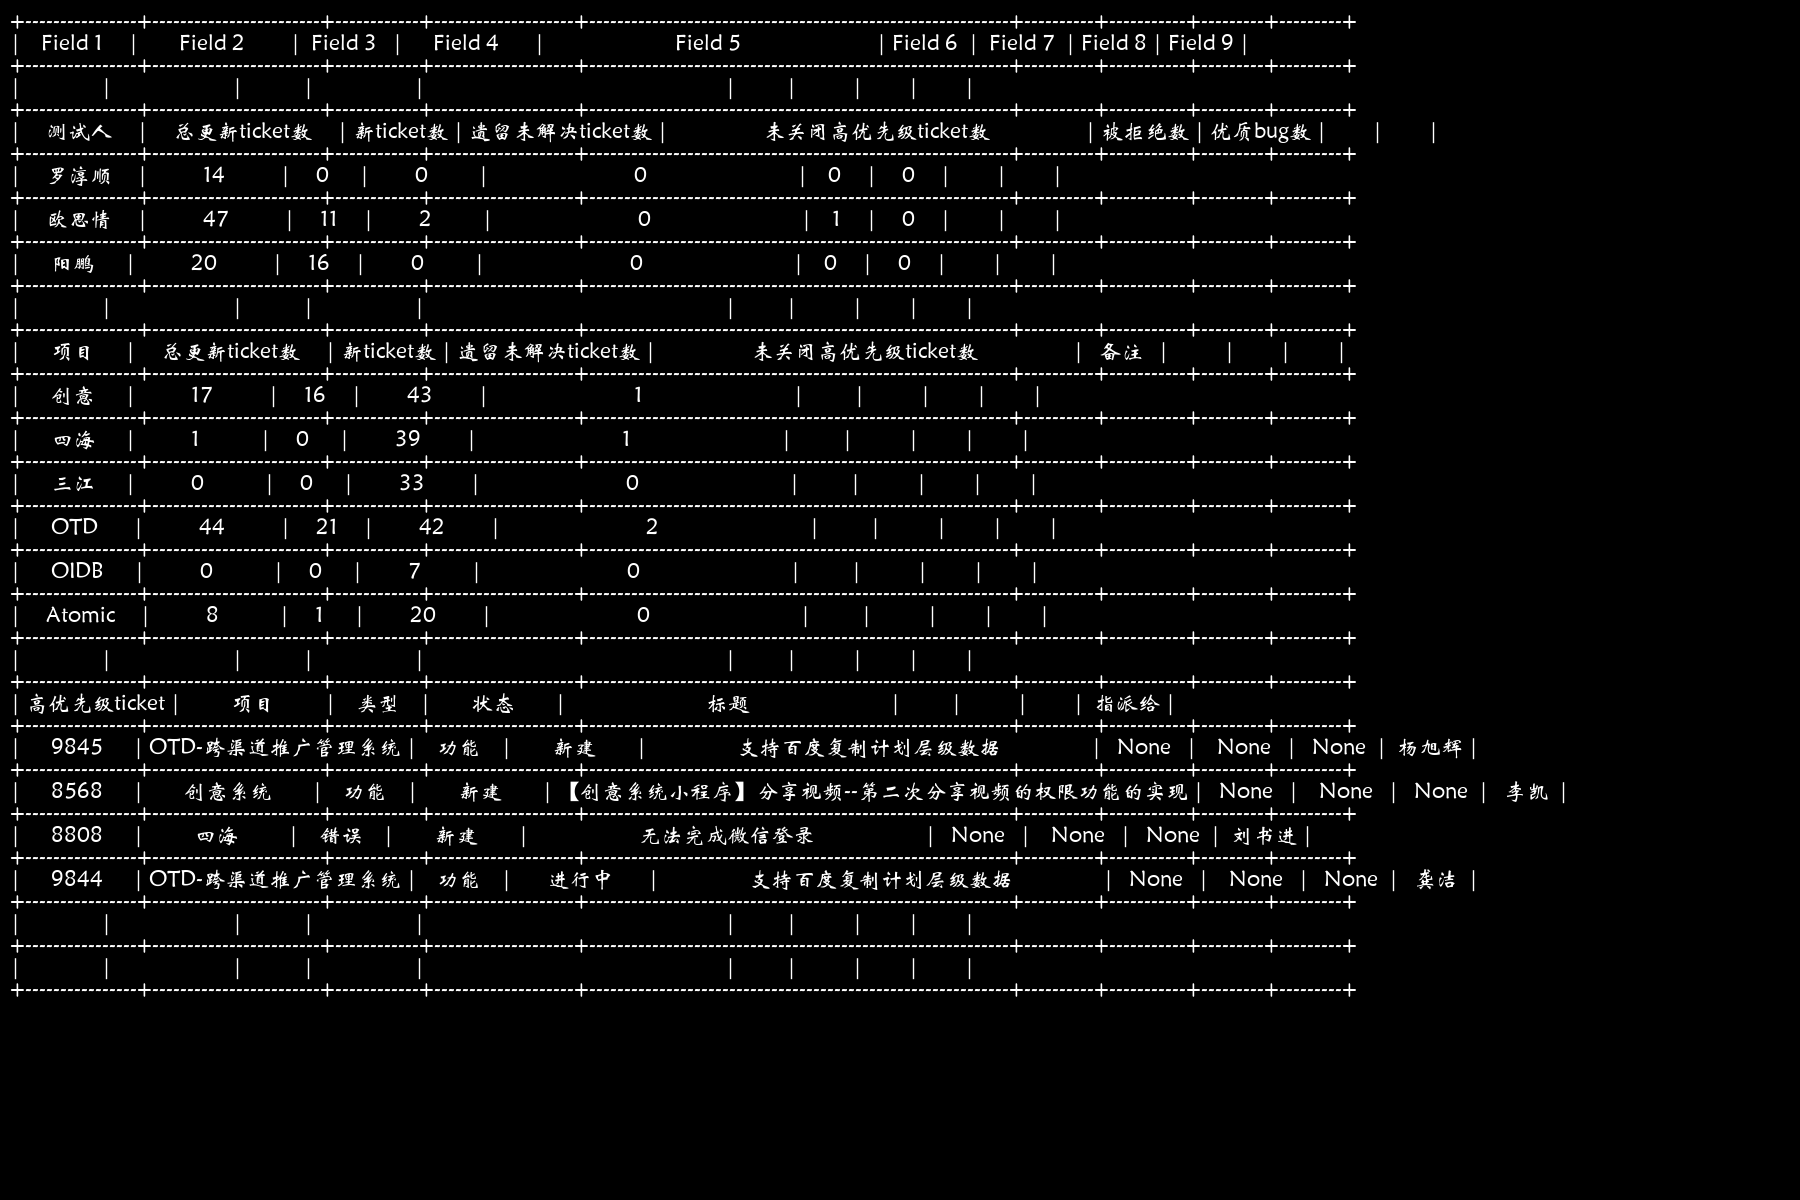 | Field 1 | Field 2 | Field 3 | Field 4 | Field 5 | Field 6 | Field 7 | Field 8 | Field 9 |
| 测试人 | 总更新ticket数 | 新ticket数 | 遗留未解决ticket数 | 未关闭高优先级ticket数 | 被拒绝数 | 优质bug数 | | |
| 罗淳顺 | 14 | 0 | 0 | 0 | 0 | 0 | | |
| 欧思情 | 47 | 11 | 2 | 0 | 1 | 0 | | |
| 阳鹏 | 20 | 16 | 0 | 0 | 0 | 0 | | |
| 项目 | 总更新ticket数 | 新ticket数 | 遗留未解决ticket数 | 未关闭高优先级ticket数 | 备注 | | | |
| 创意 | 17 | 16 | 43 | 1 | | | | |
| 四海 | 1 | 0 | 39 | 1 | | | | |
| 三江 | 0 | 0 | 33 | 0 | | | | |
| OTD | 44 | 21 | 42 | 2 | | | | |
| OIDB | 0 | 0 | 7 | 0 | | | | |
| Atomic | 8 | 1 | 20 | 0 | | | | |
| 高优先级ticket | 项目 | 类型 | 状态 | 标题 | | | | 指派给 |
| 9845 | OTD-跨渠道推广管理系统 | 功能 | 新建 | 支持百度复制计划层级数据 | None | None | None | 杨旭辉 |
| 8568 | 创意系统 | 功能 | 新建 | 【创意系统小程序】分享视频--第二次分享视频的权限功能的实现 | None | None | None | 李凯 |
| 8808 | 四海 | 错误 | 新建 | 无法完成微信登录 | None | None | None | 刘书进 |
| 9844 | OTD-跨渠道推广管理系统 | 功能 | 进行中 | 支持百度复制计划层级数据 | None | None | None | 龚洁 |